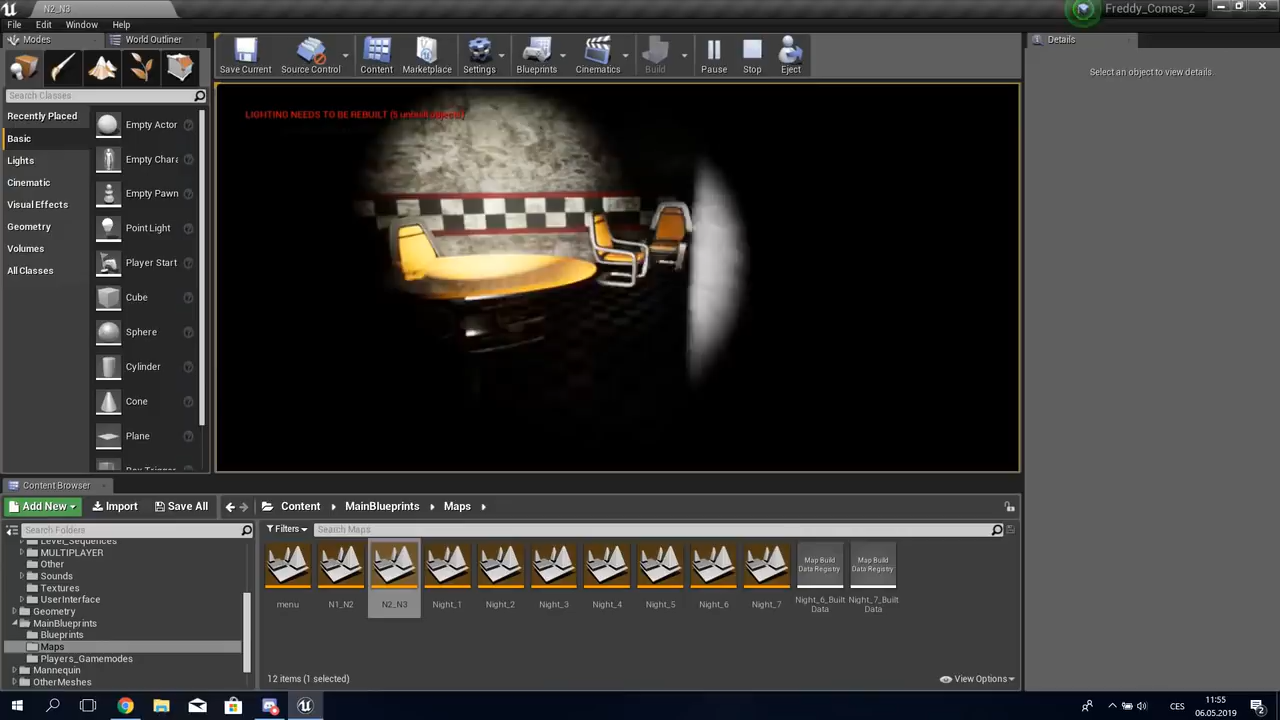 N2_N3
Freddy_Comes_2
File Edit Window Help
Modes World Outliner
Details
Save Current Source Control Content Marketplace Settings Blueprints Cinematics Build Pause Stop Eject
Select an object to view details
Search Classes
Recently Placed
Basic
Lights
Cinematic
Visual Effects
Geometry
Volumes
All Classes
Empty Actor
Empty Chara
Empty Pawn
Point Light
Player Start
Cube
Sphere
Cylinder
Cone
Plane
LIGHTING NEEDS TO BE REBUILT (5 unbuilt objects)
Content Browser
Add New Import Save All Content MainBlueprints Maps
Search Folders
Filters Search Maps
Level_Sequences
MULTIPLAYER
Other
Sounds
Textures
UserInterface
Geometry
MainBlueprints
Blueprints
Maps
Players_Gamemodes
Mannequin
OtherMeshes
Map Build Data Registry
Map Build Data Registry
menu N1_N2 N2_N3 Night_1 Night_2 Night_3 Night_4 Night_5 Night_6 Night_7 Night_6_Built Data Night_7_Built Data
12 items (1 selected)
View Options
CES
11:55
06.05.2019
2